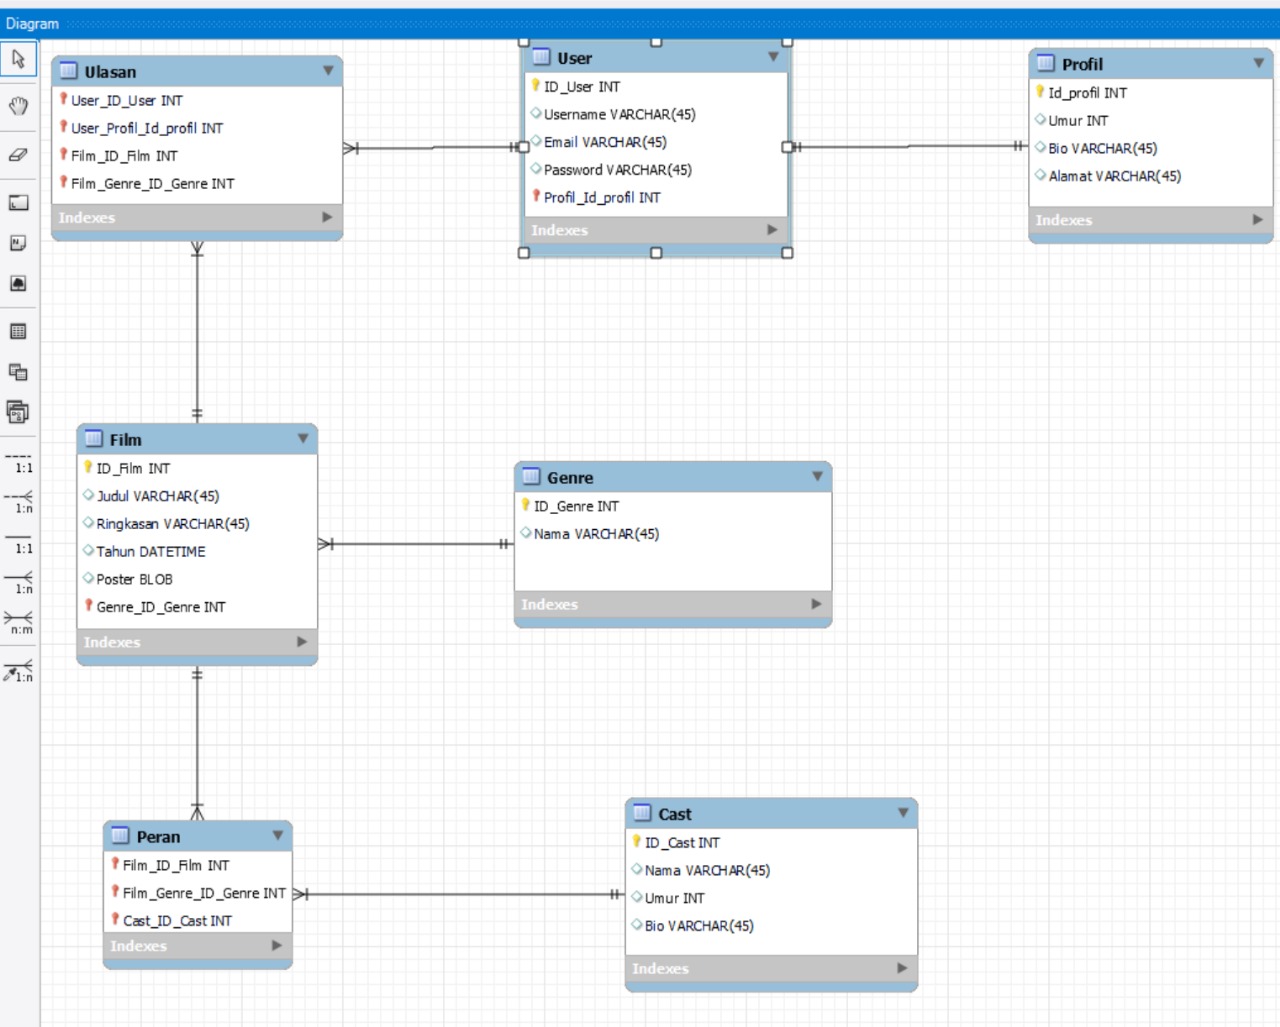 Diagram
Ulasan
User_ID_User INT
User_Profil_Id_profil INT
Film_ID_Film INT
Film_Genre_ID_Genre INT
Indexes
User
ID_User INT
Username VARCHAR(45)
Email VARCHAR(45)
Password VARCHAR(45)
Profil_Id_profil INT
Indexes
Profil
Id_profil INT
Umur INT
Bio VARCHAR(45)
Alamat VARCHAR(45)
Indexes
Film
ID_Film INT
Judul VARCHAR(45)
Ringkasan VARCHAR(45)
Tahun DATETIME
Poster BLOB
Genre_ID_Genre INT
Indexes
Genre
ID_Genre INT
Nama VARCHAR(45)
Indexes
1:1
1:n
1:1
1:n
n:m
1:n
Peran
Film_ID_Film INT
Film_Genre_ID_Genre INT
Cast_ID_Cast INT
Indexes
Cast
ID_Cast INT
Nama VARCHAR(45)
Umur INT
Bio VARCHAR(45)
Indexes